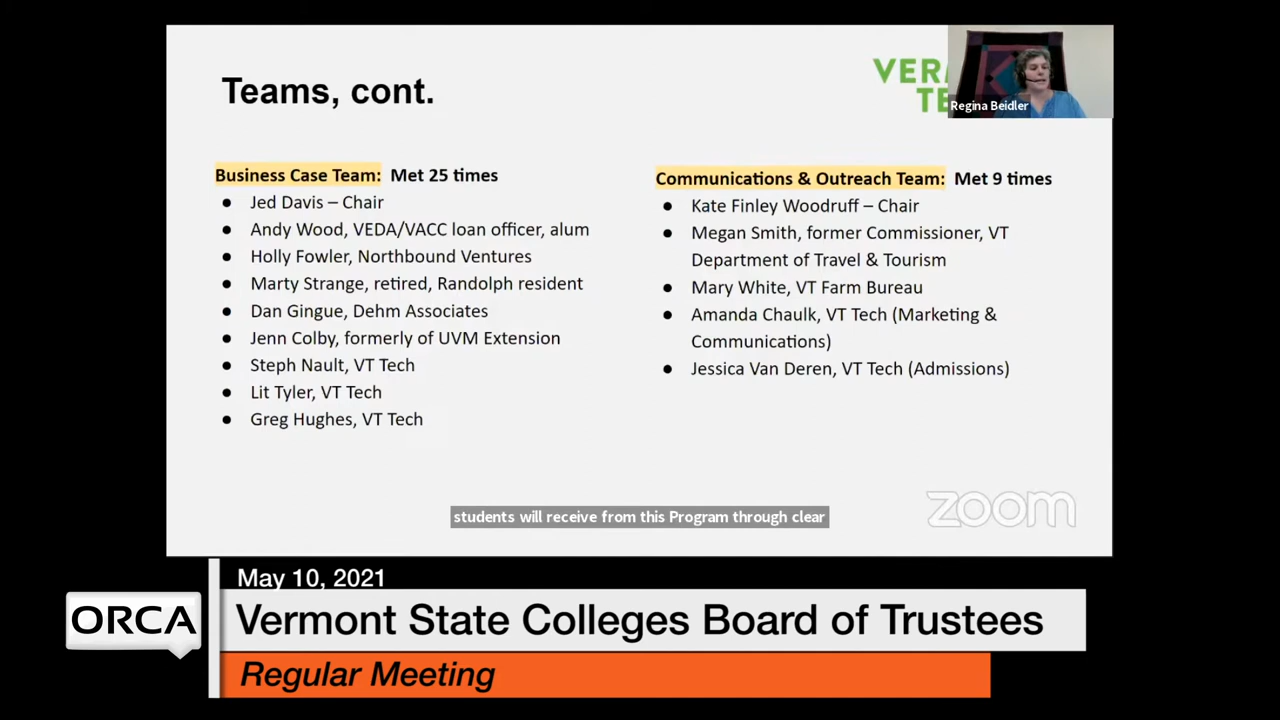 Teams, cont.
VER
TE
Regina Beidler
Business Case Team: Met 25 times
● Jed Davis – Chair
● Andy Wood, VEDA/VACC loan officer, alum
● Holly Fowler, Northbound Ventures
● Marty Strange, retired, Randolph resident
● Dan Gingue, Dehm Associates
● Jenn Colby, formerly of UVM Extension
● Steph Nault, VT Tech
● Lit Tyler, VT Tech
● Greg Hughes, VT Tech
Communications & Outreach Team: Met 9 times
● Kate Finley Woodruff – Chair
● Megan Smith, former Commissioner, VT
Department of Travel & Tourism
● Mary White, VT Farm Bureau
● Amanda Chaulk, VT Tech (Marketing &
Communications)
● Jessica Van Deren, VT Tech (Admissions)
students will receive from this Program through clear
zoom
May 10, 2021
ORCA
Vermont State Colleges Board of Trustees
Regular Meeting